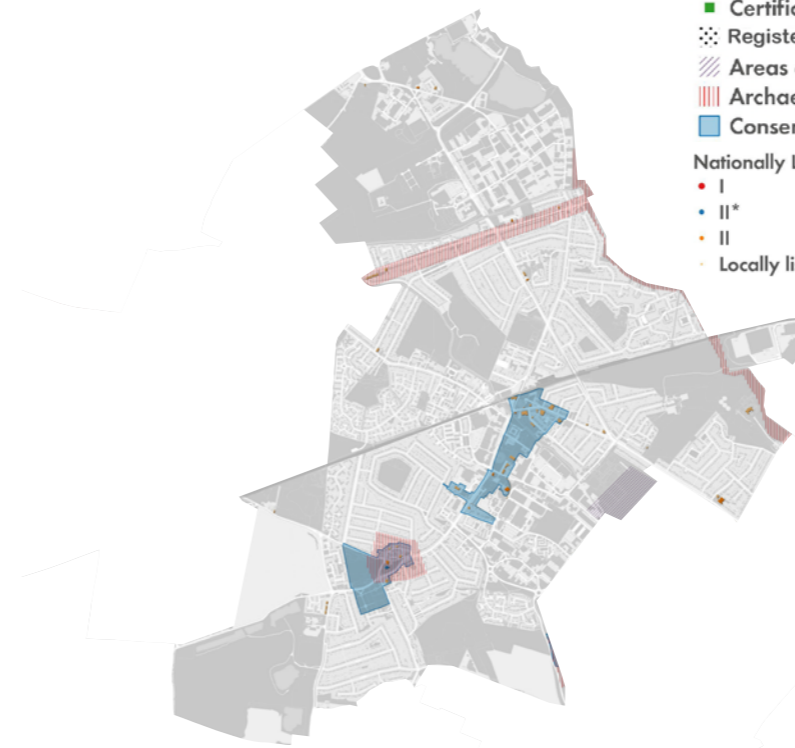 Certific
Registe
Areas
Archae
Conser
Nationally L
I
II*
II
Locally li